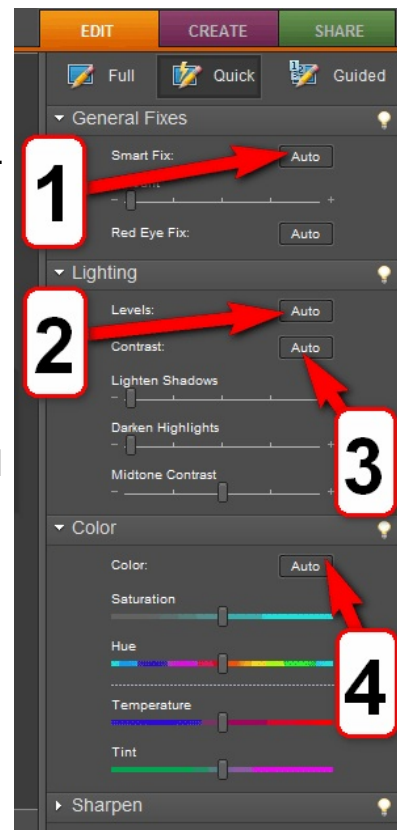 EDIT CREATE SHARE
Full Quick Guided
General Fixes
Smart Fix: Auto
1
- +
Red Eye Fix: Auto
Lighting
Levels: Auto
2
Contrast: Auto
Lighten Shadows
-
Darken Highlights
- +
3
Midtone Contrast
- +
Color
Color: Auto
Saturation
Hue
4
Temperature
Tint
Sharpen